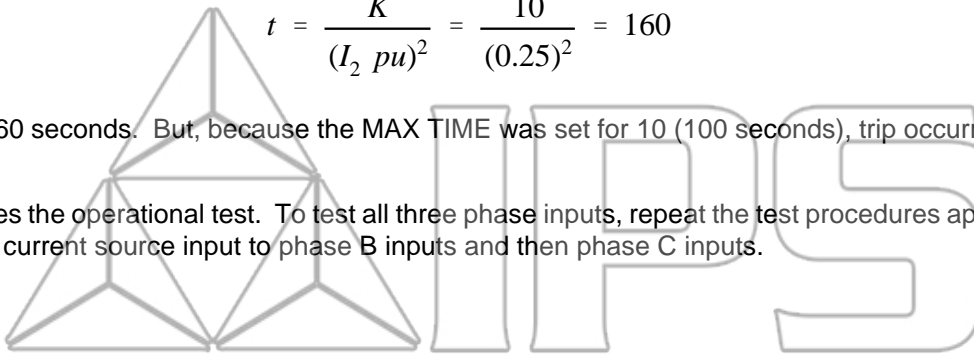 t = K / (I₂ pu)² = 10 / (0.25)² = 160
60 seconds. But, because the MAX TIME was set for 10 (100 seconds), trip occurr
es the operational test. To test all three phase inputs, repeat the test procedures ap
current source input to phase B inputs and then phase C inputs.
IPS